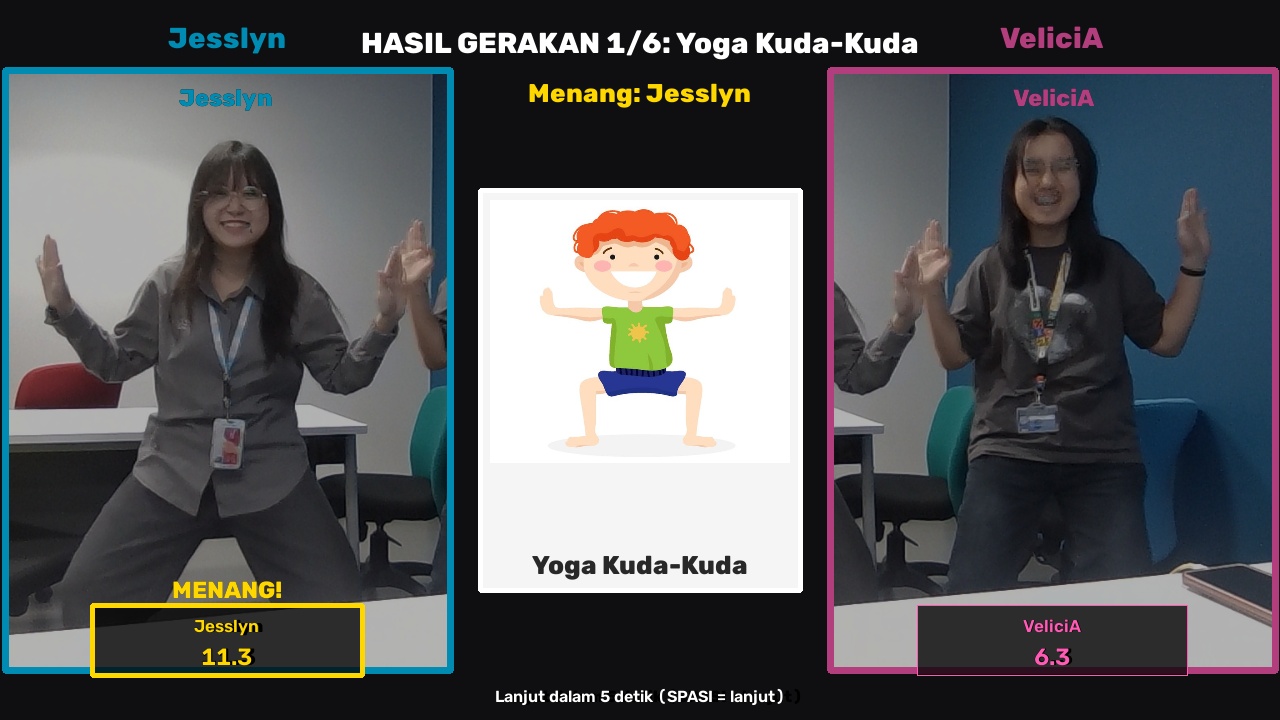 Jesslyn
HASIL GERAKAN 1/6: Yoga Kuda-Kuda
VeliciA
Menang: Jesslyn
Jesslyn
VeliciA
Yoga Kuda-Kuda
MENANG!
Jesslyn
11.3
VeliciA
6.3
Lanjut dalam 5 detik (SPASI = lanjut)